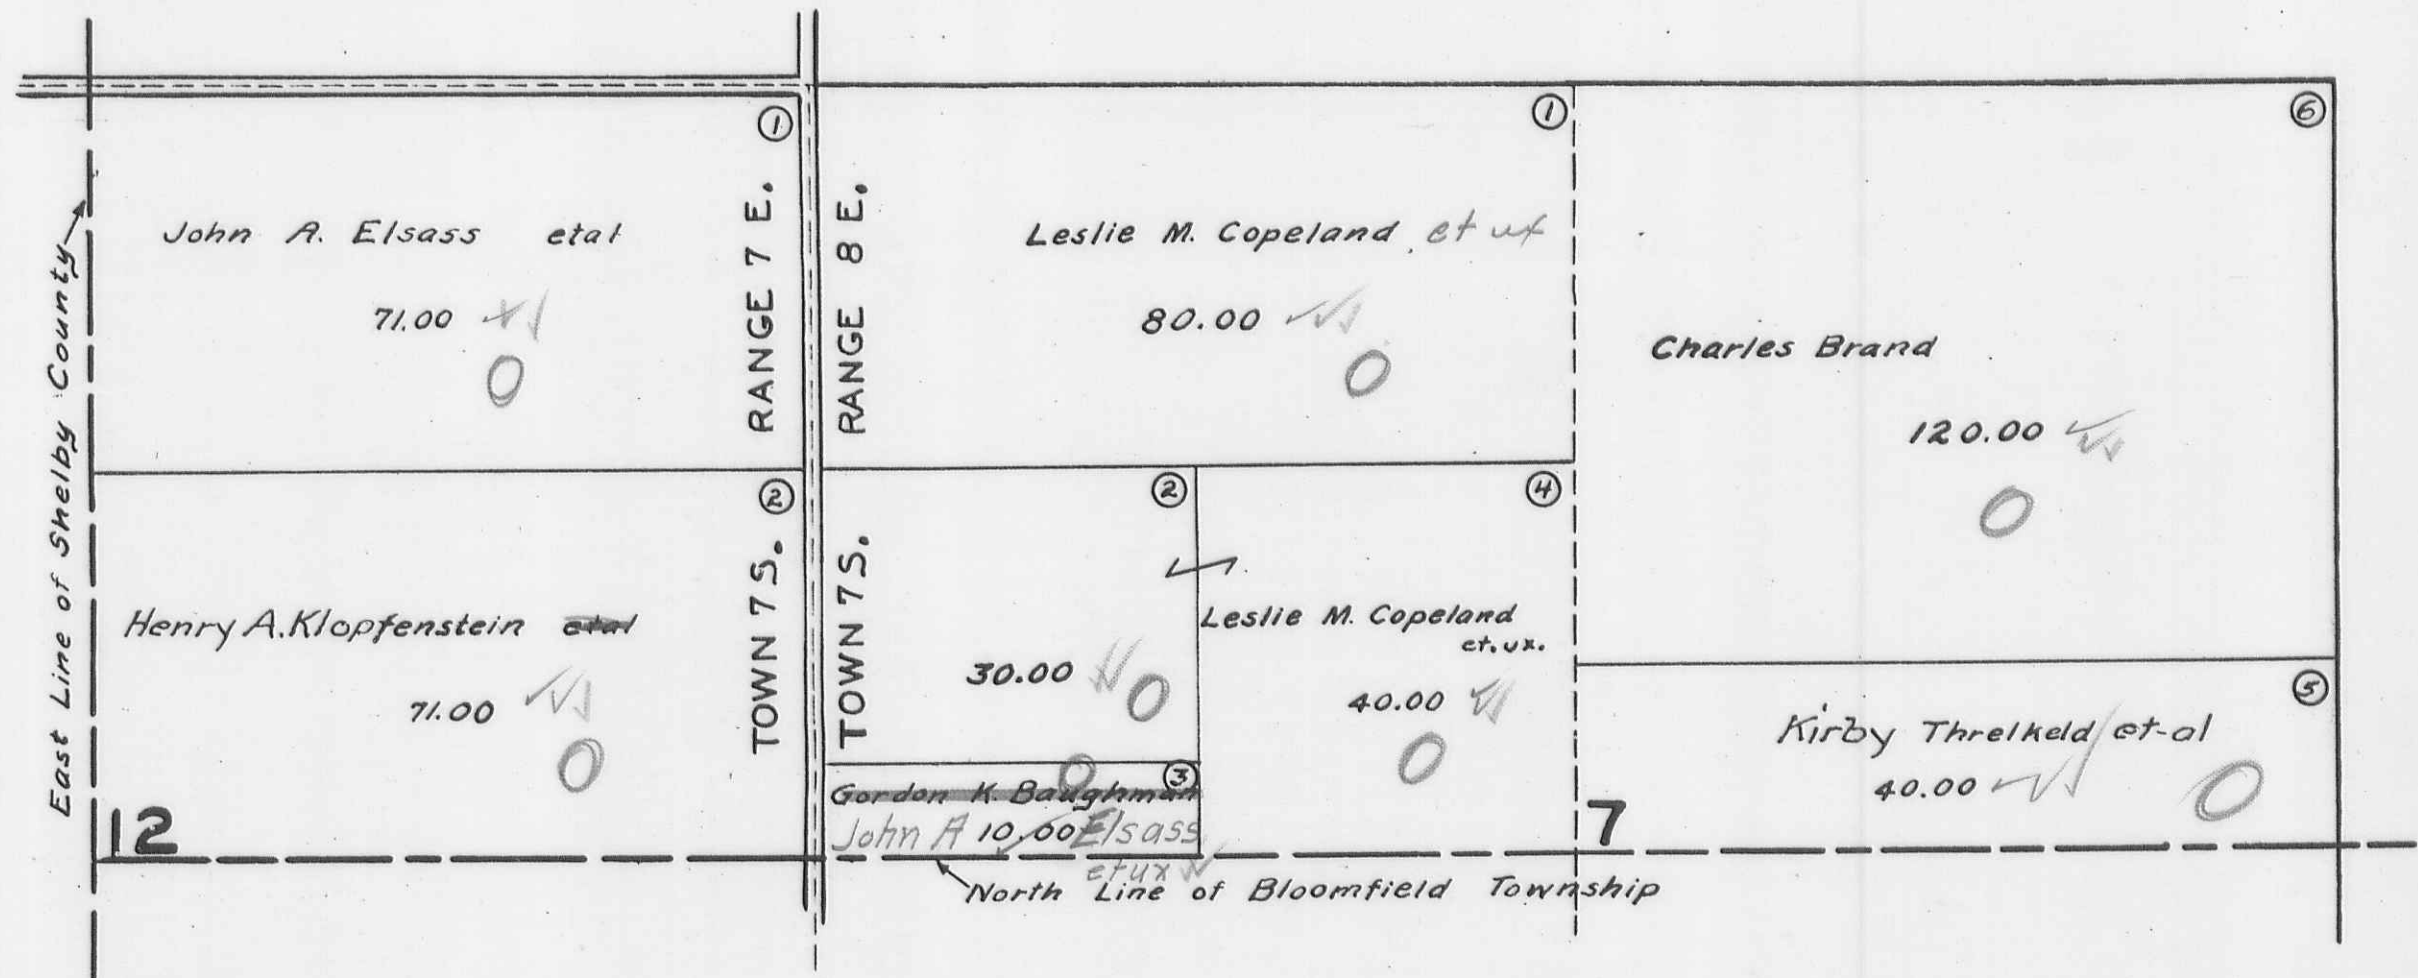 East Line of Shelby County
①
John A. Elsass etal
71.00
RANGE 7 E.
②
Henry A. Klopfenstein etal
71.00
TOWN 7 S.
12
RANGE 8 E.
①
Leslie M. Copeland et ux
80.00
TOWN 7 S.
②
30.00
④
Leslie M. Copeland
et. ux.
40.00
③
Gordon K. Baughman
John A 10.00 Elsass
et ux
North Line of Bloomfield Township
⑥
Charles Brand
120.00
⑤
Kirby Threlkeld et-al
40.00
7